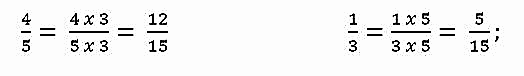 4/5 = 4 x 3/5 x 3 = 12/15 1/3 = 1 x 5/3 x 5 = 5/15;